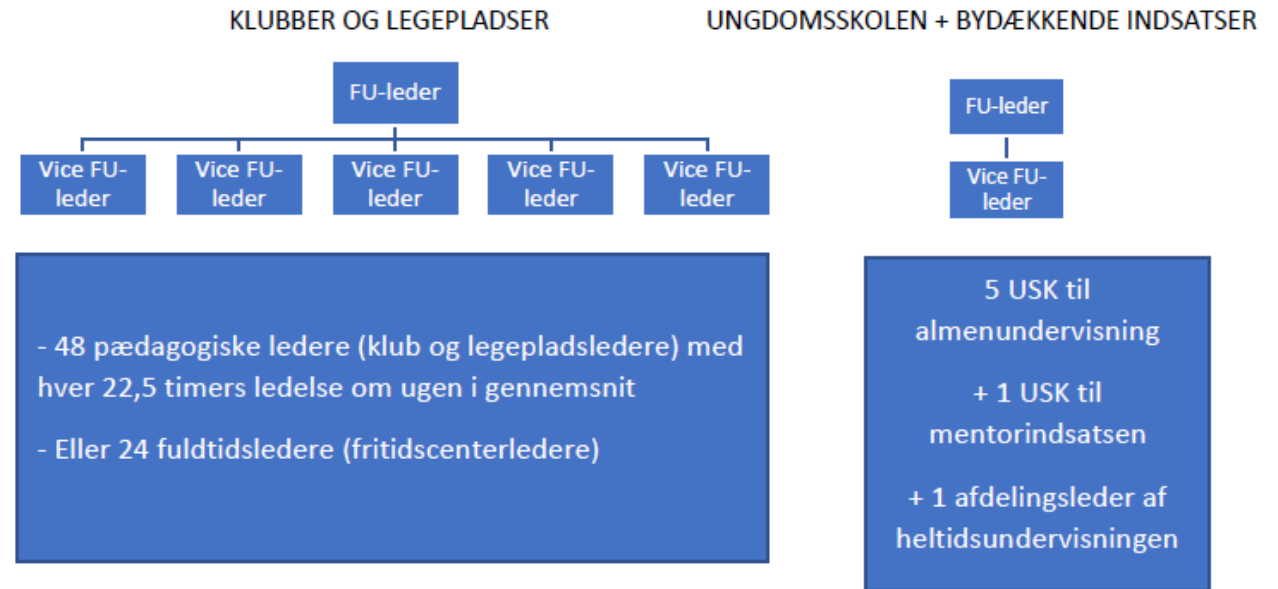 KLUBBER OG LEGEPLADSER
FU-leder
Vice FU-
leder
Vice FU-
leder
Vice FU-
leder
Vice FU-
leder
Vice FU-
leder
- 48 pædagogiske ledere (klub og legepladsledere) med
hver 22,5 timers ledelse om ugen i gennemsnit
- Eller 24 fuldtidsledere (fritidscenterledere)
UNGDOMSSKOLEN + BYDÆKKENDE INDSATSER
FU-leder
Vice FU-
leder
5 USK til
almenundervisning
+ 1 USK til
mentorindsatsen
+ 1 afdelingsleder af
heltidsundervisningen